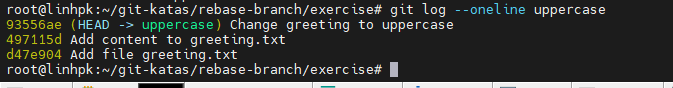 root@linhpk:~/git-katas/rebase-branch/exercise# git log --oneline uppercase
93556ae (HEAD -> uppercase) Change greeting to uppercase
497115d Add content to greeting.txt
d47e904 Add file greeting.txt
root@linhpk:~/git-katas/rebase-branch/exercise#